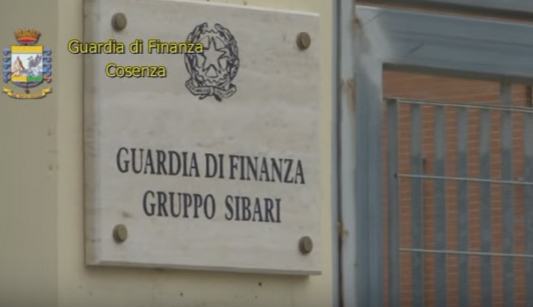 Guardia di Finanza
Cosenza
GUARDIA DI FINANZA
GRUPPO SIBARI